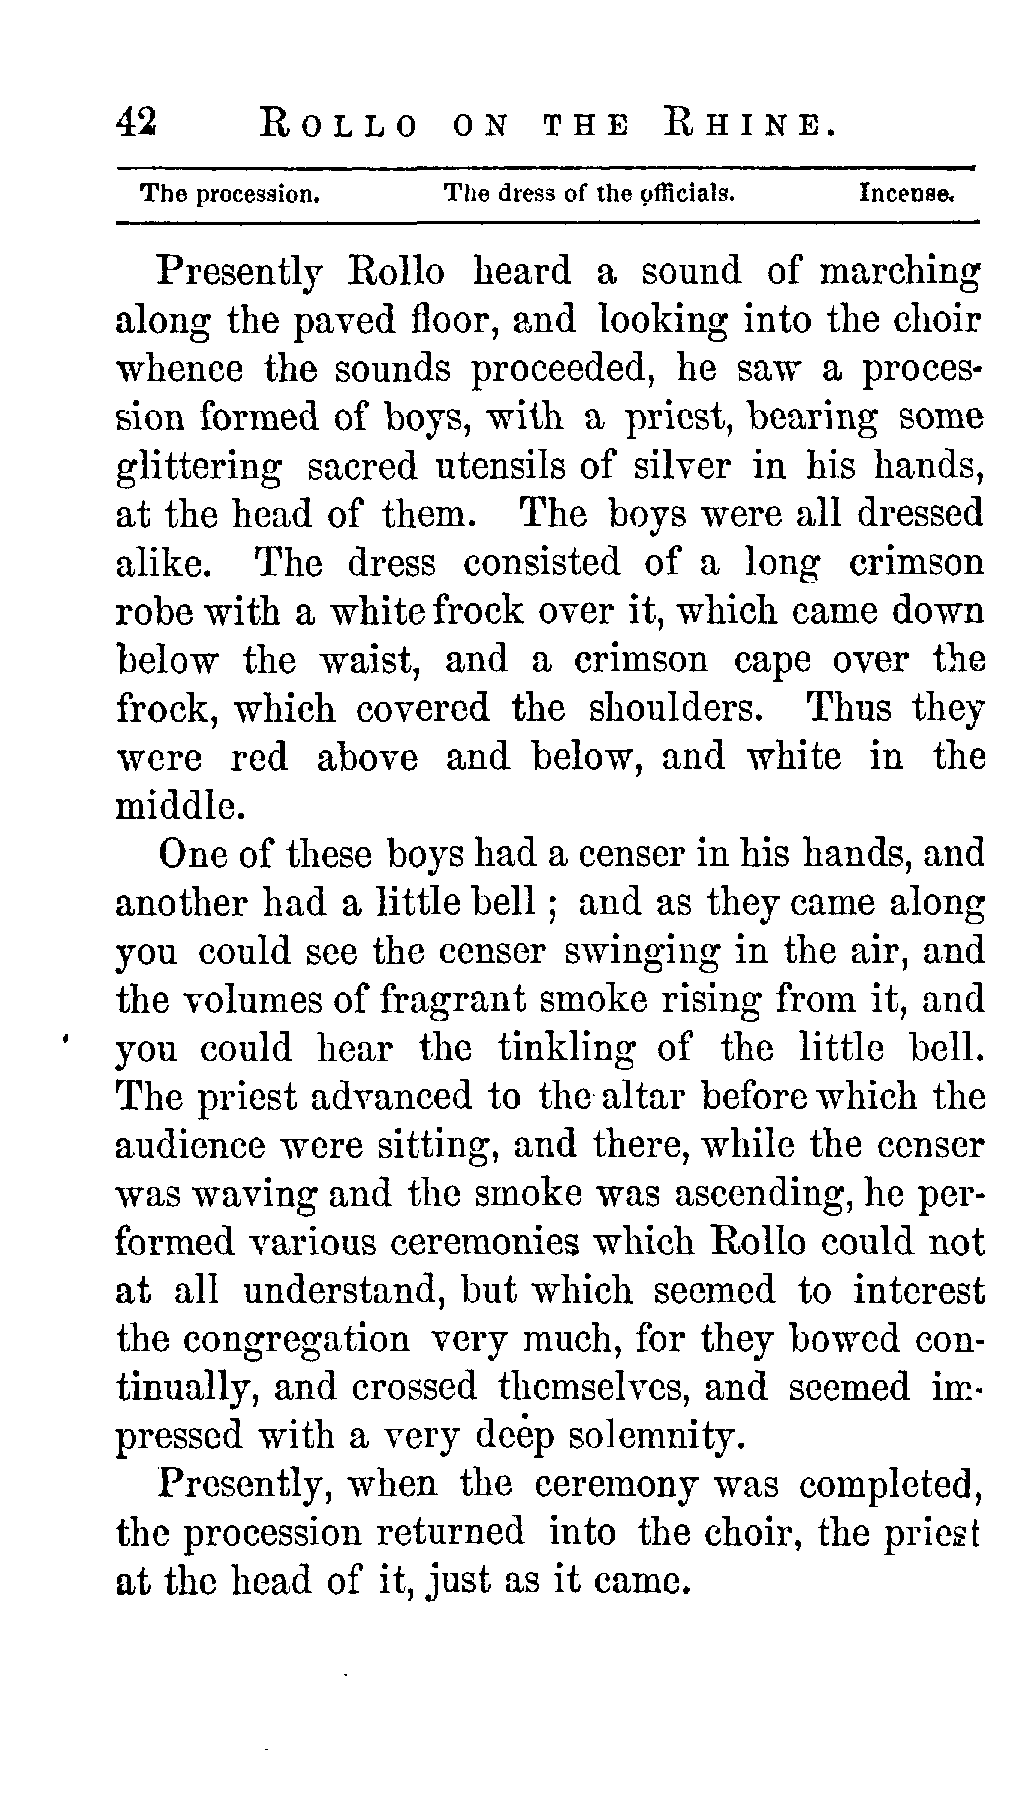 42 ROLLO ON THE RHINE.
The procession. The dress of the officials. Incense.
Presently Rollo heard a sound of marching
along the paved floor, and looking into the choir
whence the sounds proceeded, he saw a proces-
sion formed of boys, with a priest, bearing some
glittering sacred utensils of silver in his hands,
at the head of them. The boys were all dressed
alike. The dress consisted of a long crimson
robe with a white frock over it, which came down
below the waist, and a crimson cape over the
frock, which covered the shoulders. Thus they
were red above and below, and white in the
middle.
One of these boys had a censer in his hands, and
another had a little bell ; and as they came along
you could see the censer swinging in the air, and
the volumes of fragrant smoke rising from it, and
you could hear the tinkling of the little bell.
The priest advanced to the altar before which the
audience were sitting, and there, while the censer
was waving and the smoke was ascending, he per-
formed various ceremonies which Rollo could not
at all understand, but which seemed to interest
the congregation very much, for they bowed con-
tinually, and crossed themselves, and seemed im-
pressed with a very deep solemnity.
Presently, when the ceremony was completed,
the procession returned into the choir, the priest
at the head of it, just as it came.